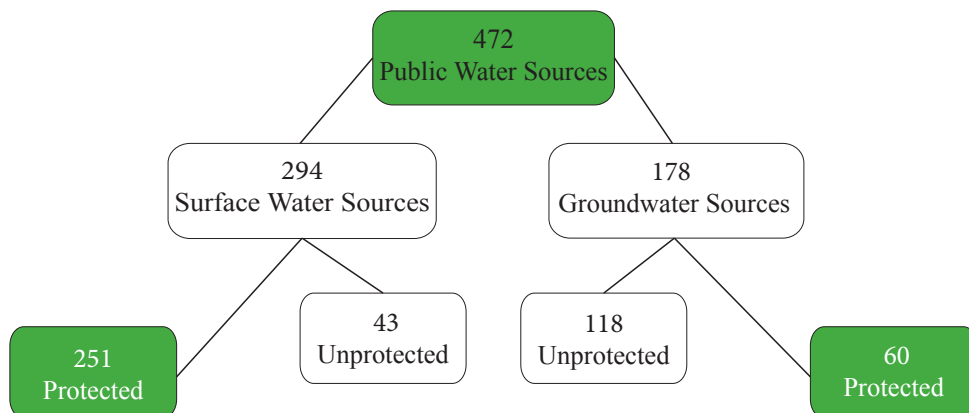 472
Public Water Sources
294
Surface Water Sources
178
Groundwater Sources
43
Unprotected
118
Unprotected
251
Protected
60
Protected